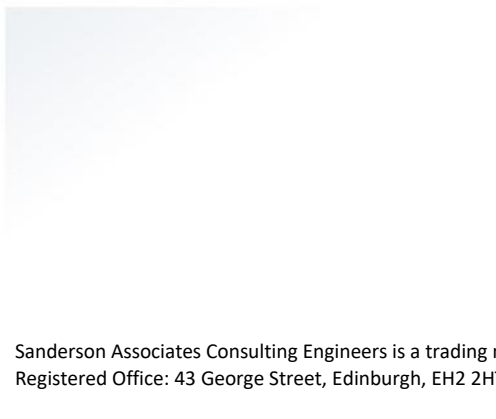 Sanderson Associates Consulting Engineers is a trading
Registered Office: 43 George Street, Edinburgh, EH2